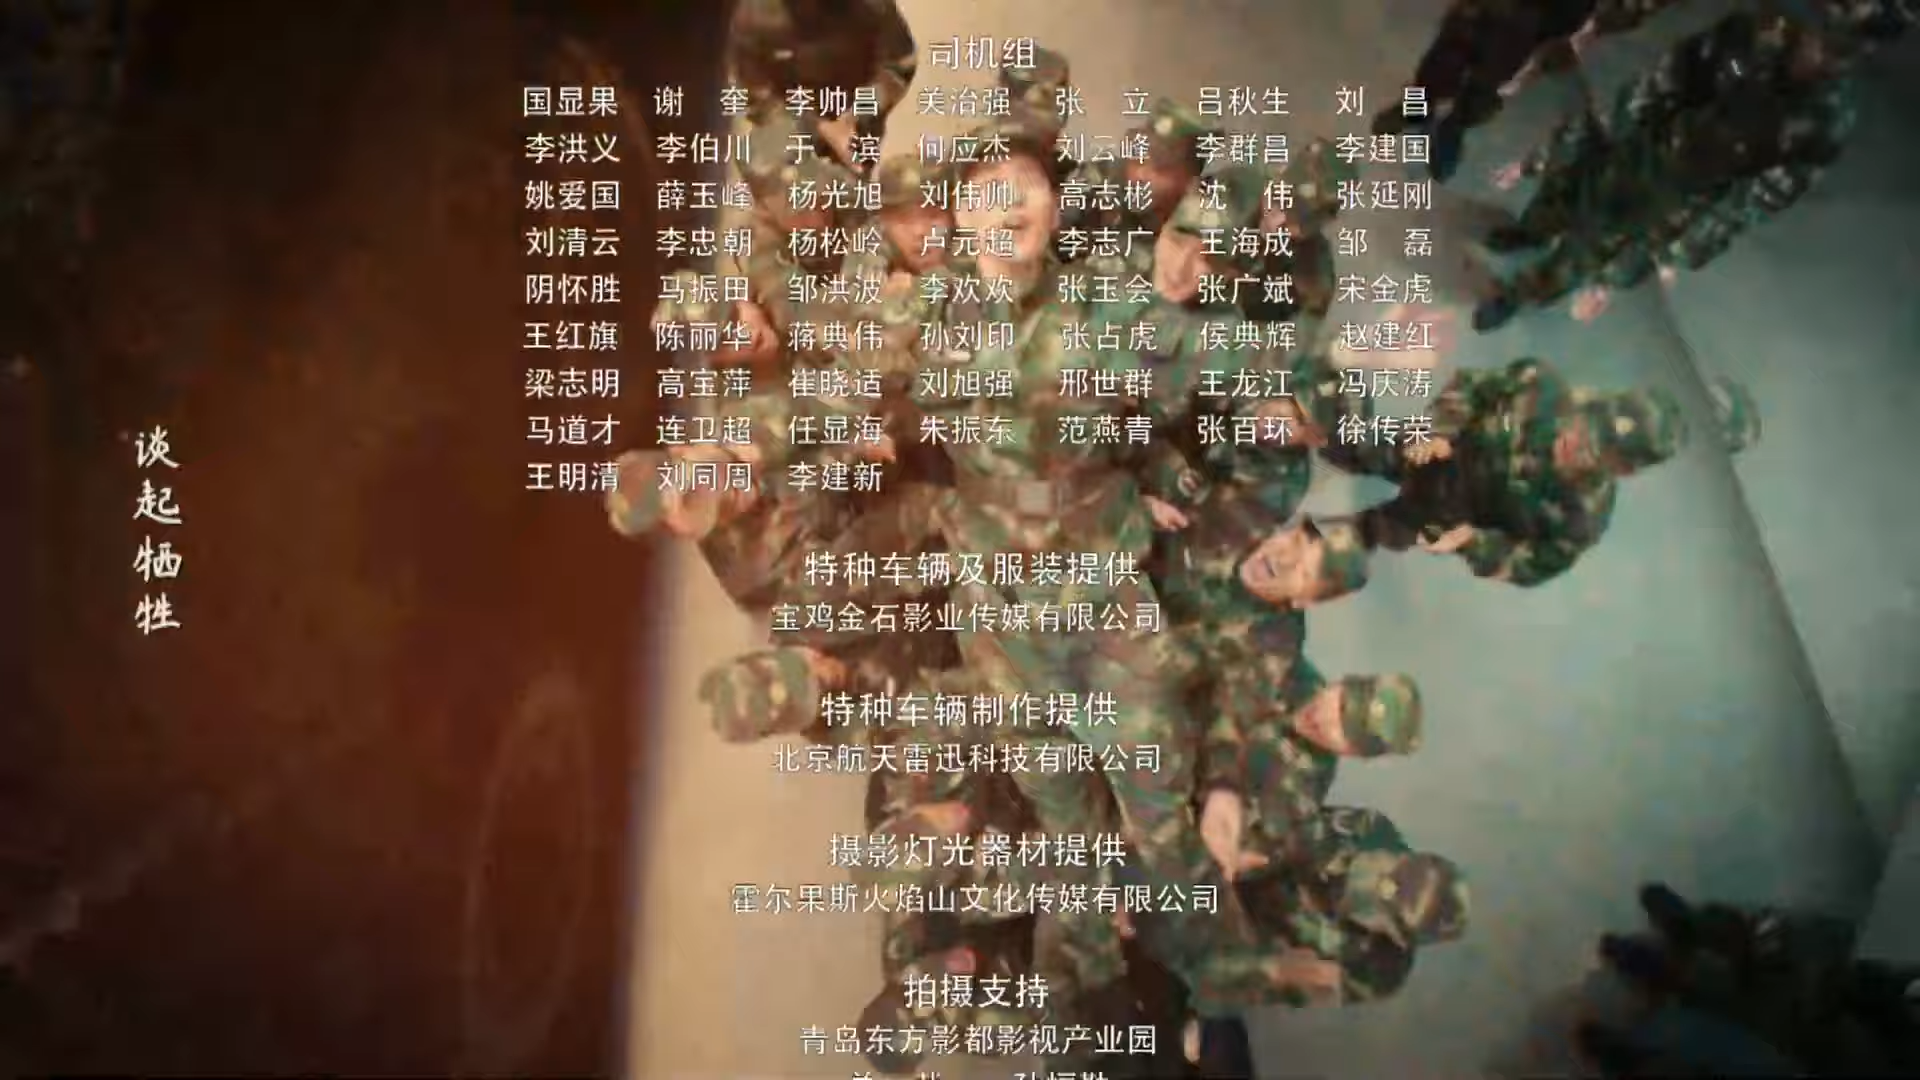 司机组
国显果 谢 奎 李帅昌 关治强 张 立 吕秋生 刘 昌
李洪义 李伯川 于 滨 何应杰 刘云峰 李群昌 李建国
姚爱国 薛玉峰 杨光旭 刘伟帅 高志彬 沈 伟 张延刚
刘清云 李忠朝 杨松岭 卢元超 李志广 王海成 邹 磊
阴怀胜 马振田 邹洪波 李欢欢 张玉会 张广斌 宋金虎
王红旗 陈丽华 蒋典伟 孙刘印 张占虎 侯典辉 赵建红
梁志明 高宝萍 崔晓适 刘旭强 邢世群 王龙江 冯庆涛
马道才 连卫超 任显海 朱振东 范燕青 张百环 徐传荣
王明清 刘同周 李建新
谈起牺牲
特种车辆及服装提供
宝鸡金石影业传媒有限公司
特种车辆制作提供
北京航天雷迅科技有限公司
摄影灯光器材提供
霍尔果斯火焰山文化传媒有限公司
拍摄支持
青岛东方影都影视产业园